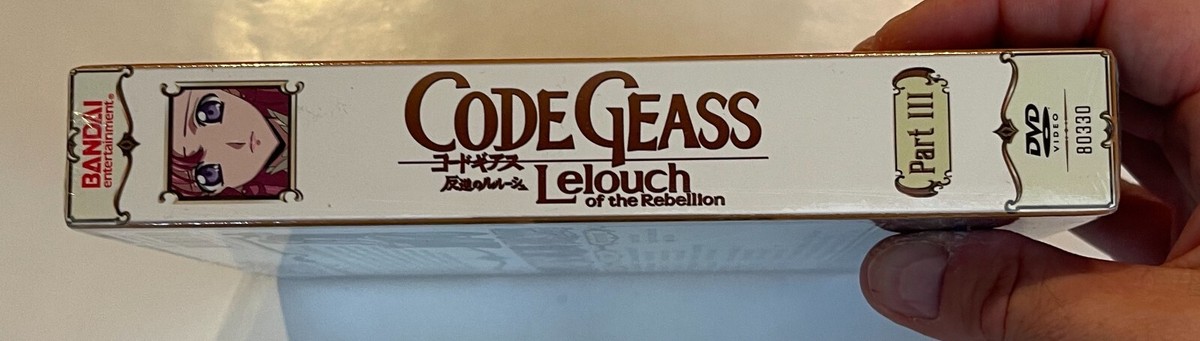 BANDAI
entertainment®
CODE GEASS
コードギアス
反逆のルルーシュ
Lelouch
of the Rebellion
Part III
DVD
VIDEO
80330